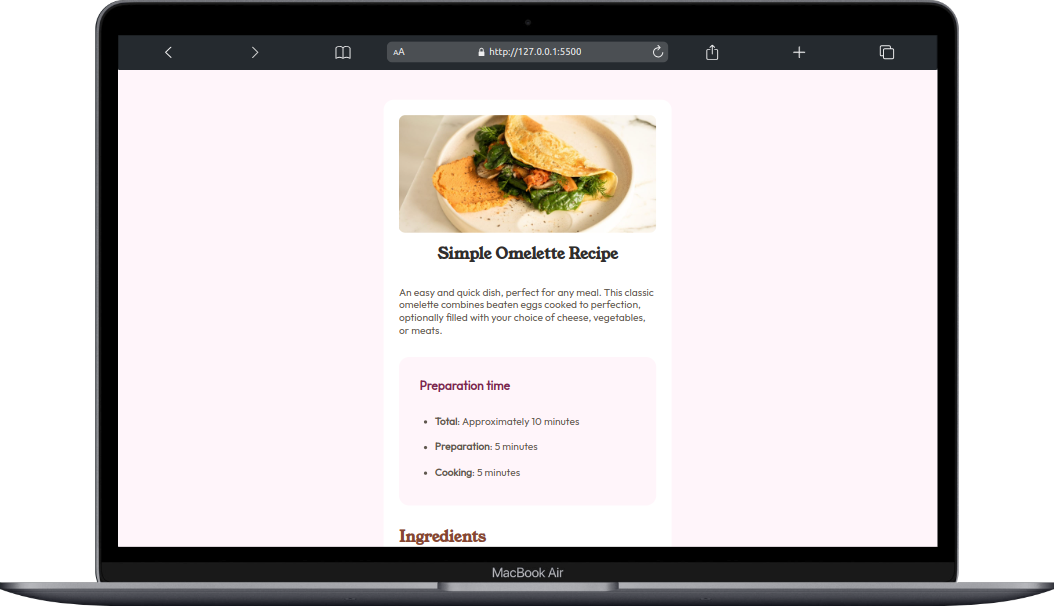 AA
http://127.0.0.1:5500
Simple Omelette Recipe
An easy and quick dish, perfect for any meal. This classic
omelette combines beaten eggs cooked to perfection,
optionally filled with your choice of cheese, vegetables,
or meats.
Preparation time
Total: Approximately 10 minutes
Preparation: 5 minutes
Cooking: 5 minutes
Ingredients
MacBook Air